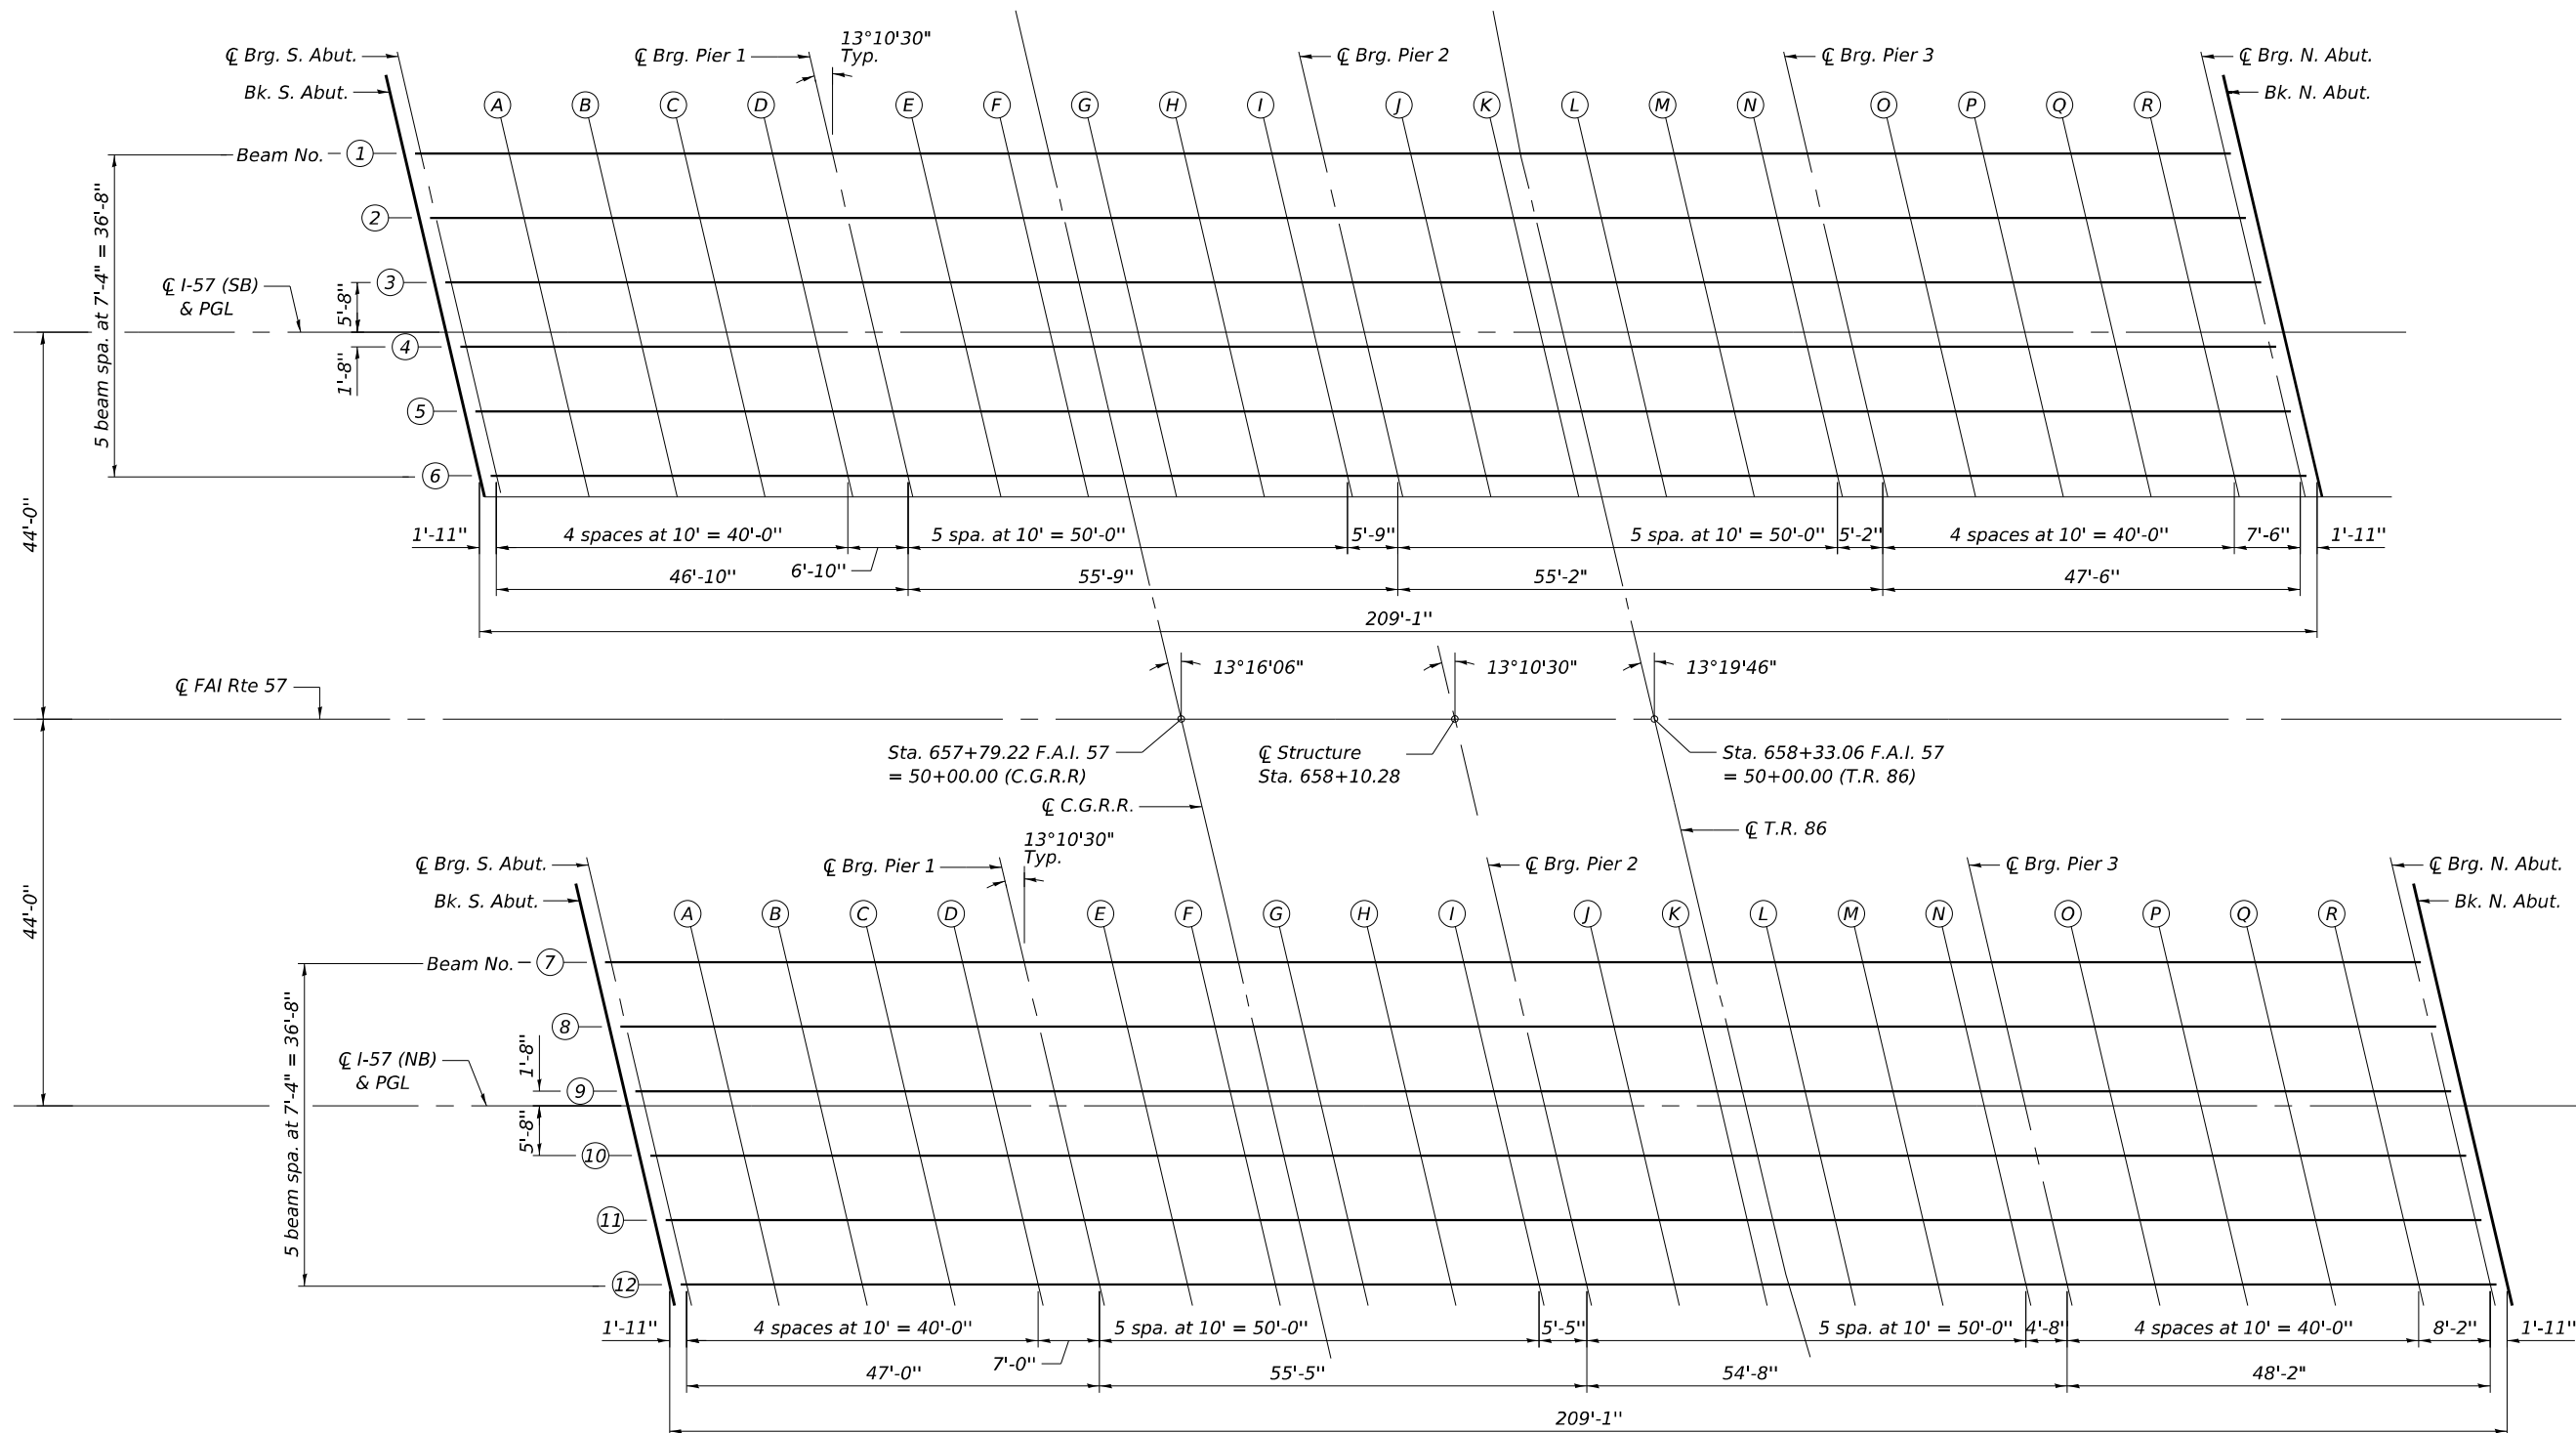 ℄ Brg. S. Abut.
Bk. S. Abut.
℄ Brg. Pier 1
13°10'30"
Typ.
℄ Brg. Pier 2
℄ Brg. Pier 3
℄ Brg. N. Abut.
Bk. N. Abut.
A B C D E F G H I J K L M N O P Q R
Beam No. 1
2
3
4
5
6
5 beam spa. at 7'-4" = 36'-8"
℄ I-57 (SB)
& PGL
5'-8"
1'-8"
44'-0"
1'-11" 4 spaces at 10' = 40'-0" 5 spa. at 10' = 50'-0" 5'-9" 5 spa. at 10' = 50'-0" 5'-2" 4 spaces at 10' = 40'-0" 7'-6" 1'-11"
6'-10"
46'-10" 55'-9" 55'-2" 47'-6"
209'-1"
13°16'06" 13°10'30" 13°19'46"
℄ FAI Rte 57
Sta. 657+79.22 F.A.I. 57
= 50+00.00 (C.G.R.R)
℄ Structure
Sta. 658+10.28
Sta. 658+33.06 F.A.I. 57
= 50+00.00 (T.R. 86)
℄ C.G.R.R.
℄ T.R. 86
44'-0"
℄ Brg. S. Abut.
Bk. S. Abut.
℄ Brg. Pier 1
13°10'30"
Typ.
℄ Brg. Pier 2
℄ Brg. Pier 3
℄ Brg. N. Abut.
Bk. N. Abut.
A B C D E F G H I J K L M N O P Q R
Beam No. 7
8
9
10
11
12
5 beam spa. at 7'-4" = 36'-8"
℄ I-57 (NB)
& PGL
1'-8"
5'-8"
1'-11" 4 spaces at 10' = 40'-0" 5 spa. at 10' = 50'-0" 5'-5" 5 spa. at 10' = 50'-0" 4'-8" 4 spaces at 10' = 40'-0" 8'-2" 1'-11"
7'-0"
47'-0" 55'-5" 54'-8" 48'-2"
209'-1"